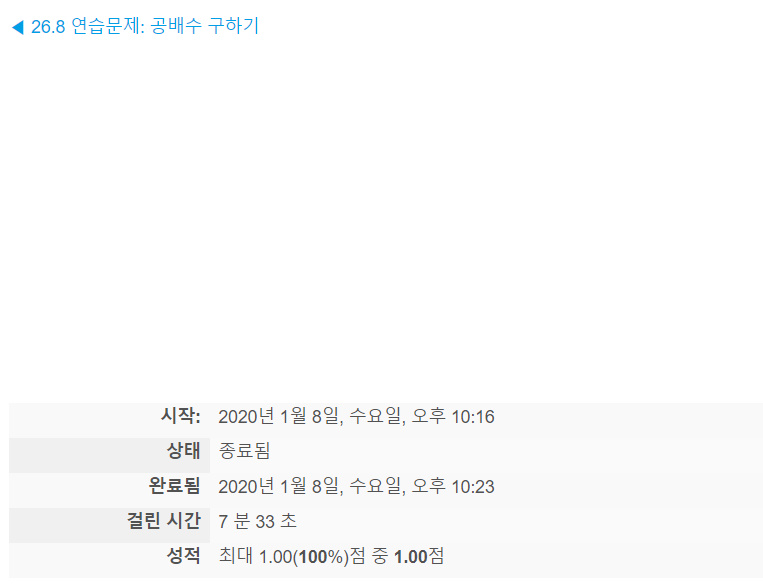 ◀ 26.8 연습문제: 공배수 구하기
시작: 2020년 1월 8일, 수요일, 오후 10:16
상태 종료됨
완료됨 2020년 1월 8일, 수요일, 오후 10:23
걸린 시간 7 분 33 초
성적 최대 1.00(100%)점 중 1.00점